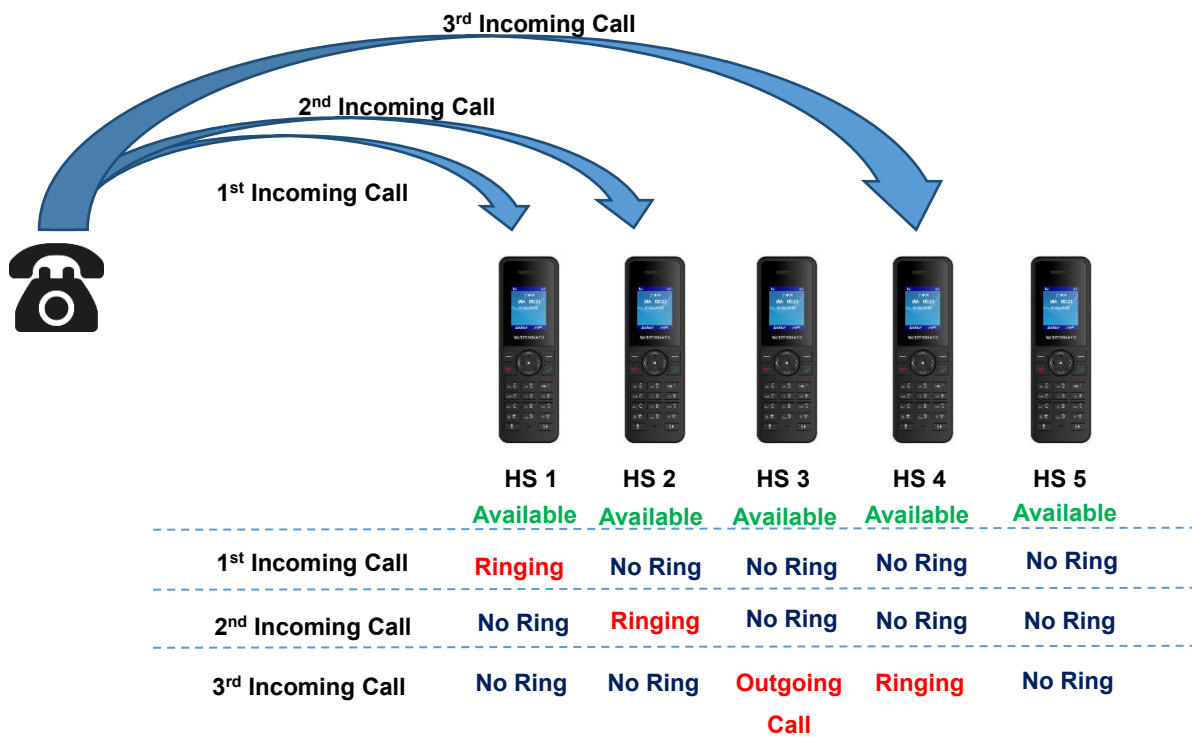 3rd Incoming Call
2nd Incoming Call
1st Incoming Call
HS 1 HS 2 HS 3 HS 4 HS 5
Available Available Available Available Available
1st Incoming Call Ringing No Ring No Ring No Ring No Ring
2nd Incoming Call No Ring Ringing No Ring No Ring No Ring
3rd Incoming Call No Ring No Ring Outgoing Ringing No Ring
Call